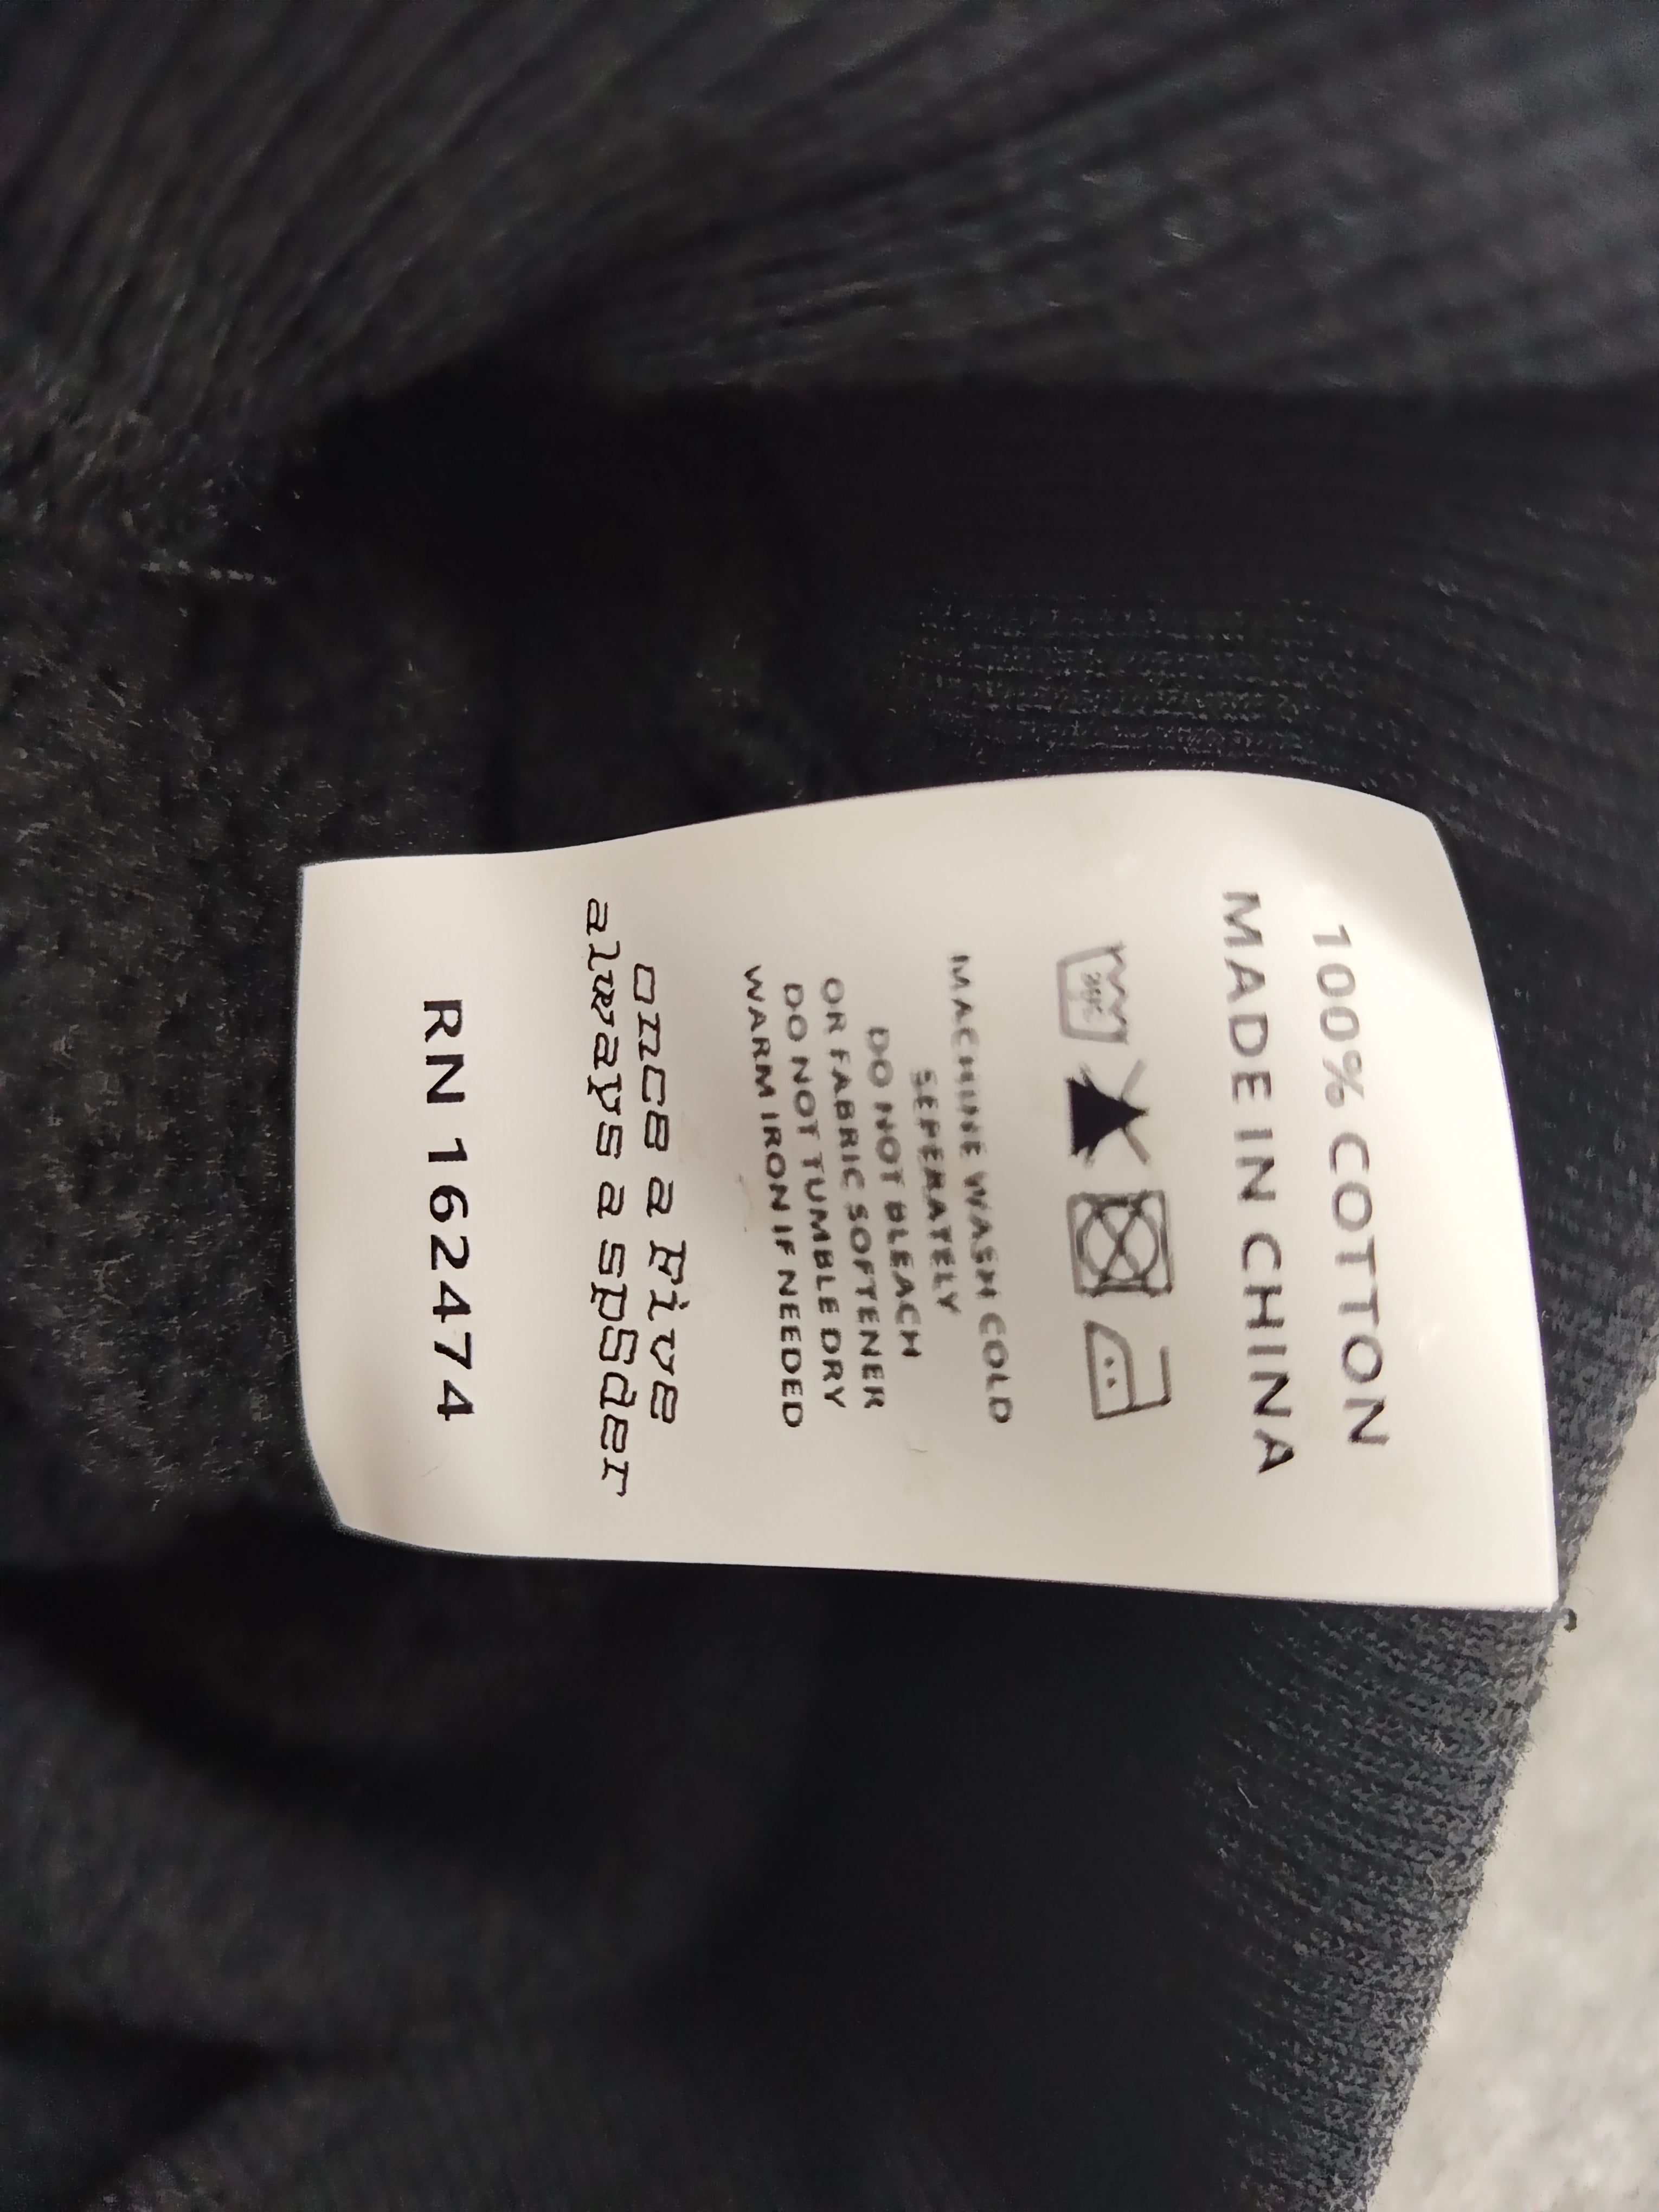 100% COTTON
MADE IN CHINA
MACHINE WASH COLD
SEPERATELY
DO NOT BLEACH
OR FABRIC SOFTENER
DO NOT TUMBLE DRY
WARM IRON IF NEEDED
once a five
always a sp5der
RN 162474